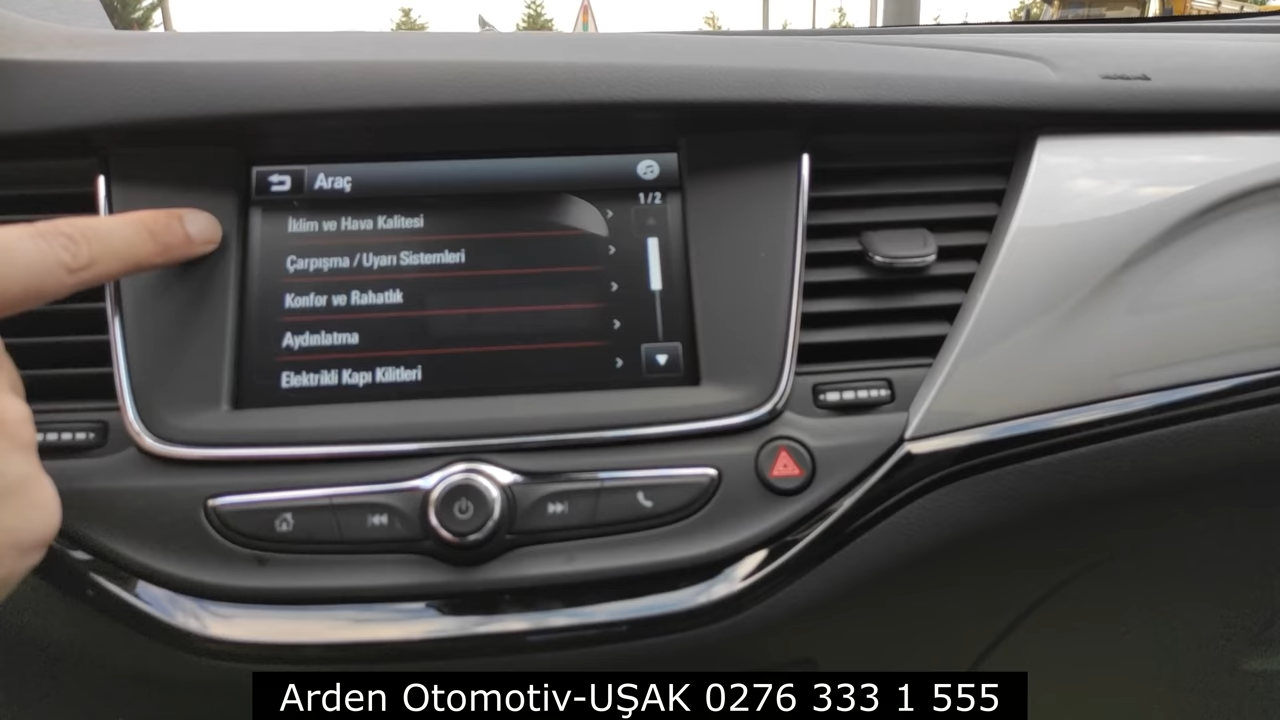 Araç
1/2
İklim ve Hava Kalitesi
Çarpışma / Uyarı Sistemleri
Konfor ve Rahatlık
Aydınlatma
Elektrikli Kapı Kilitleri
Arden Otomotiv-UŞAK 0276 333 1 555